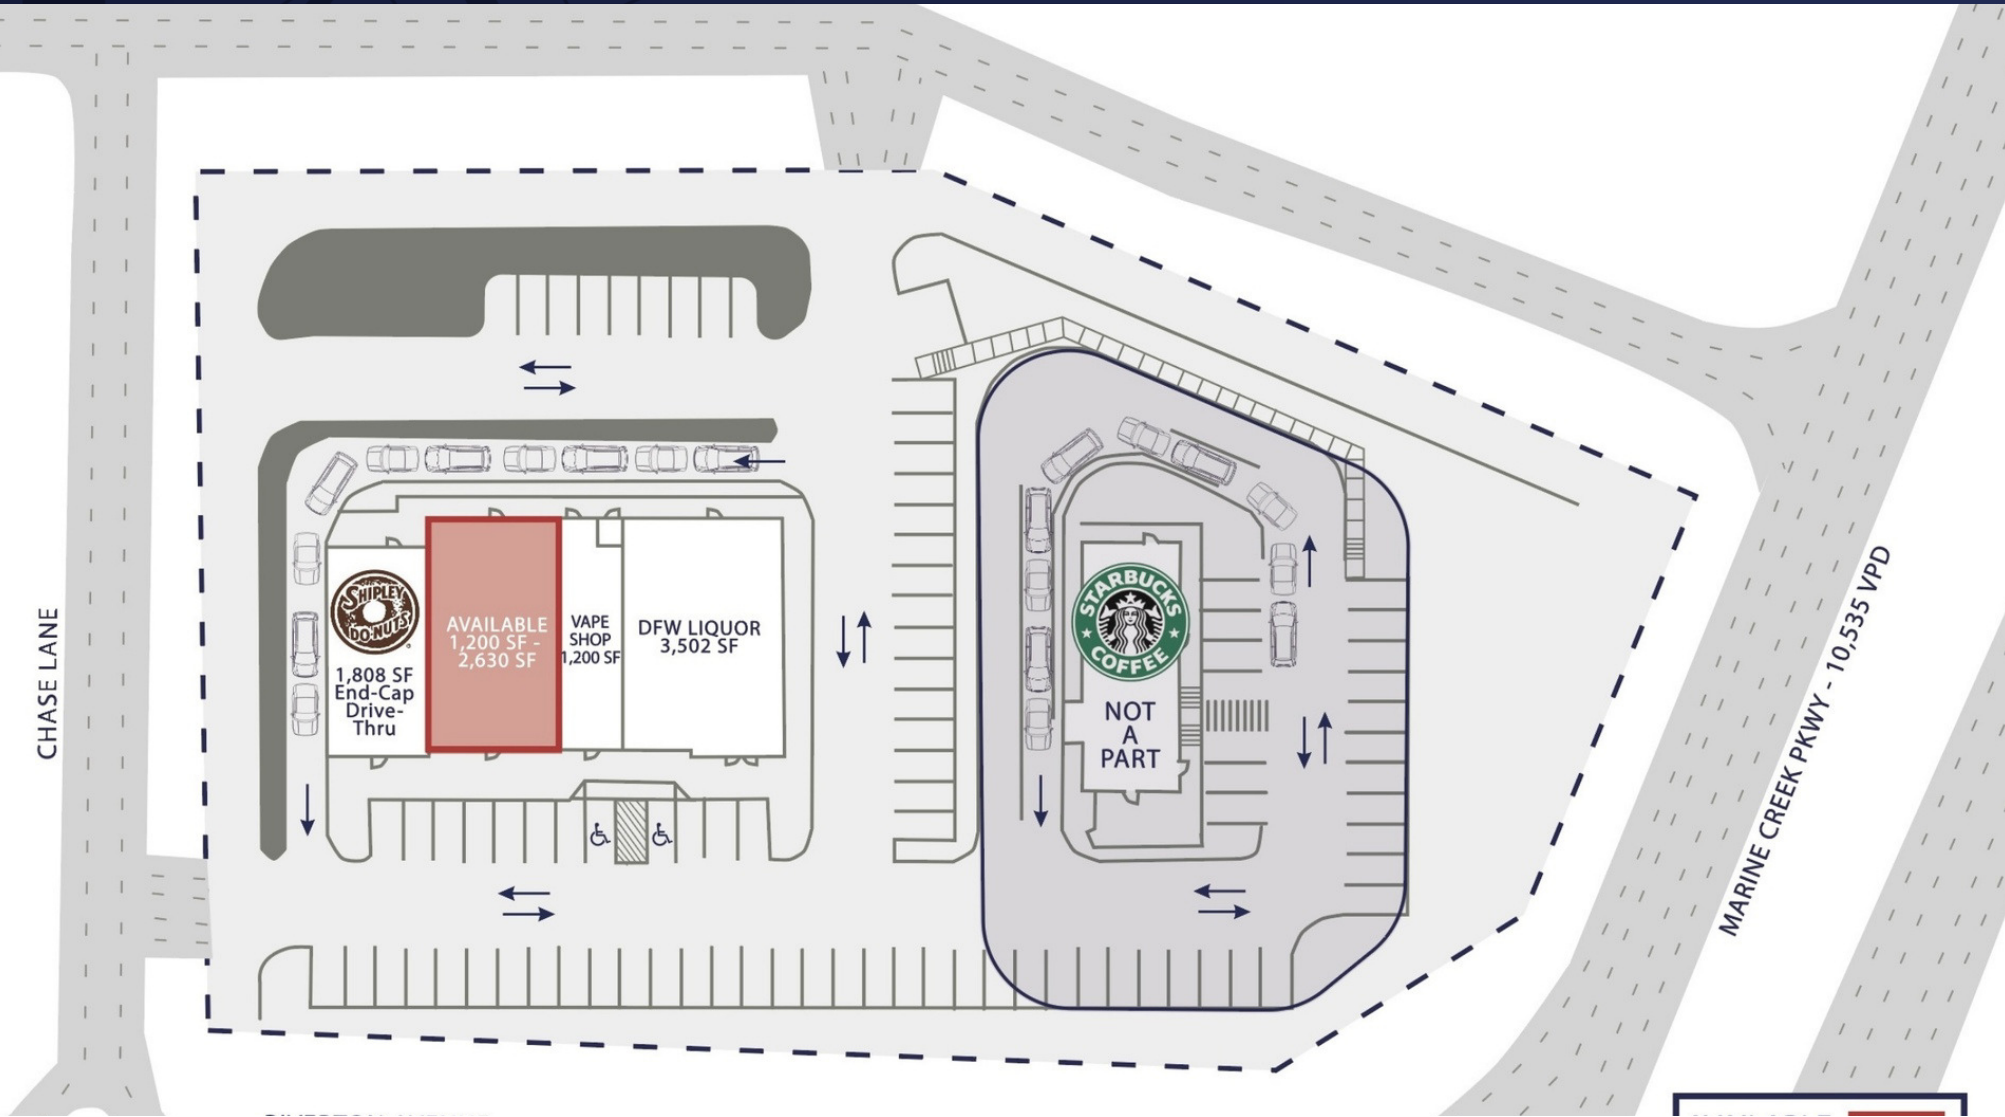 CHASE LANE
SHIPLEY
DO-NUTS
1,808 SF
End-Cap
Drive-
Thru
AVAILABLE
1,200 SF -
2,630 SF
VAPE
SHOP
1,200 SF
DFW LIQUOR
3,502 SF
STARBUCKS
COFFEE
NOT
A
PART
MARINE CREEK PKWY - 10,535 VPD
AVAILABLE